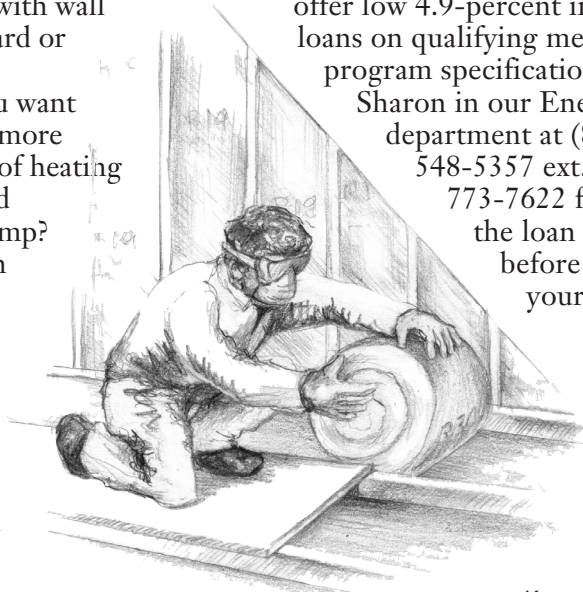 with wall
ard or
u want
more
of heating
d
mp?
n
offer low 4.9-percent in
loans on qualifying me
program specificatio
Sharon in our Ene
department at (8
548-5357 ext.
773-7622 f
the loan
before
your